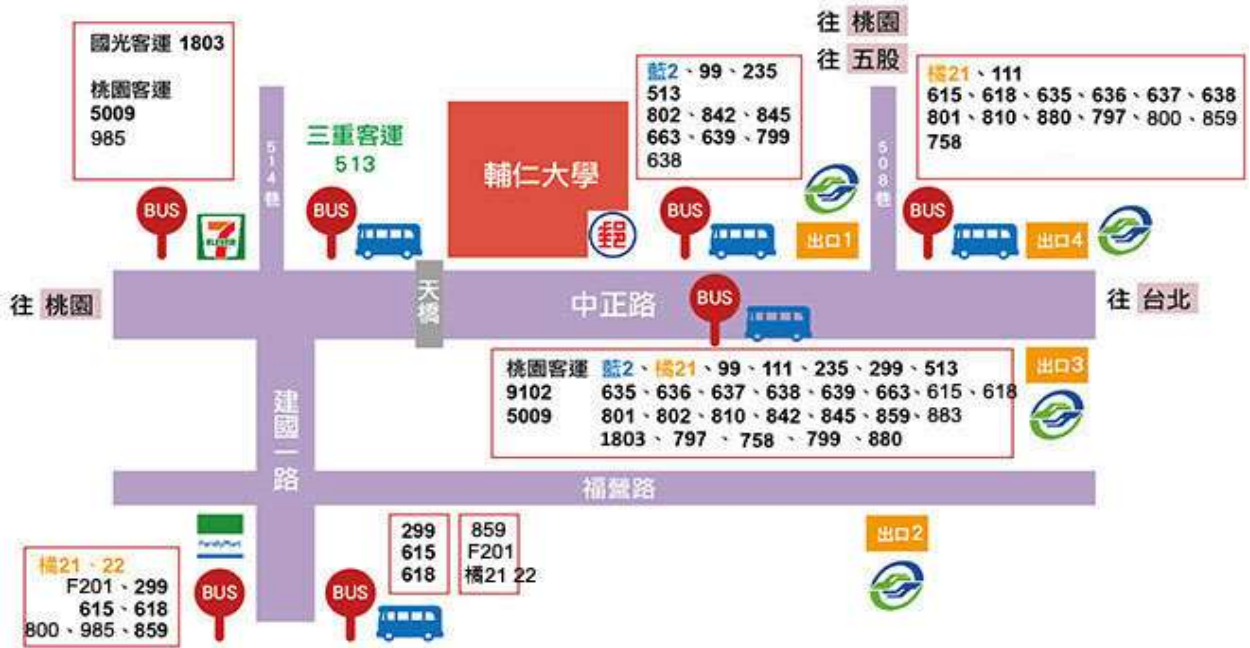 往 桃園
往 五股
國光客運 1803
桃園客運
5009
985
514巷
三重客運
513
輔仁大學
郵
藍2、99、235
513
802、842、845
663、639、799
638
508巷
橘21、111
615、618、635、636、637、638
801、810、880、797、800、859
758
BUS
7
ELEVEN
BUS
BUS
出口1
BUS
出口4
往 桃園
天橋
中正路
BUS
往 台北
桃園客運
9102
5009
藍2、橘21、99、111、235、299、513
635、636、637、638、639、663、615、618
801、802、810、842、845、859、883
1803、797、758、799、880
出口3
建國一路
福營路
FamilyMart
橘21、22
F201、299
615、618
800、985、859
BUS
BUS
299
615
618
859
F201
橘21 22
出口2